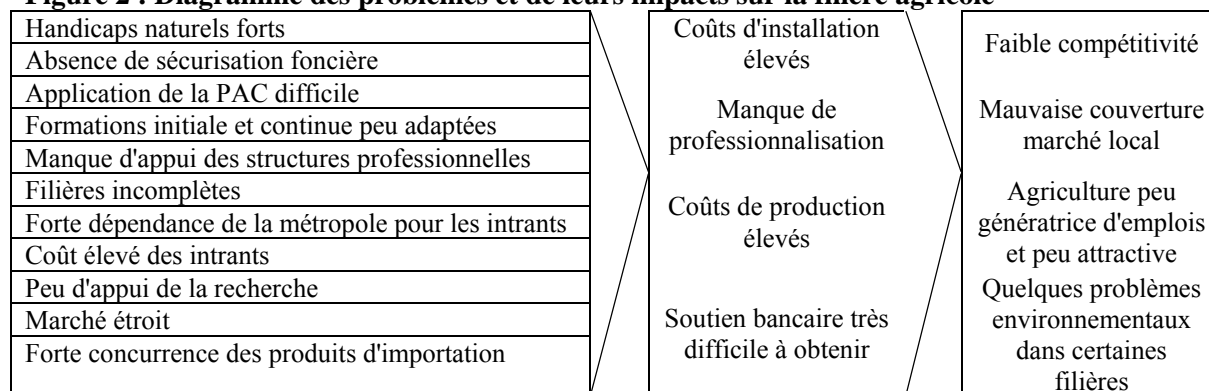 Figure 2 : Diagramme des problèmes et de leurs impacts sur la filière agricole
Handicaps naturels forts
Absence de sécurisation foncière
Application de la PAC difficile
Formations initiale et continue peu adaptées
Manque d'appui des structures professionnelles
Filières incomplètes
Forte dépendance de la métropole pour les intrants
Coût élevé des intrants
Peu d'appui de la recherche
Marché étroit
Forte concurrence des produits d'importation
Coûts d'installation
élevés
Manque de
professionnalisation
Coûts de production
élevés
Soutien bancaire très
difficile à obtenir
Faible compétitivité
Mauvaise couverture
marché local
Agriculture peu
génératrice d'emplois
et peu attractive
Quelques problèmes
environnementaux
dans certaines
filières